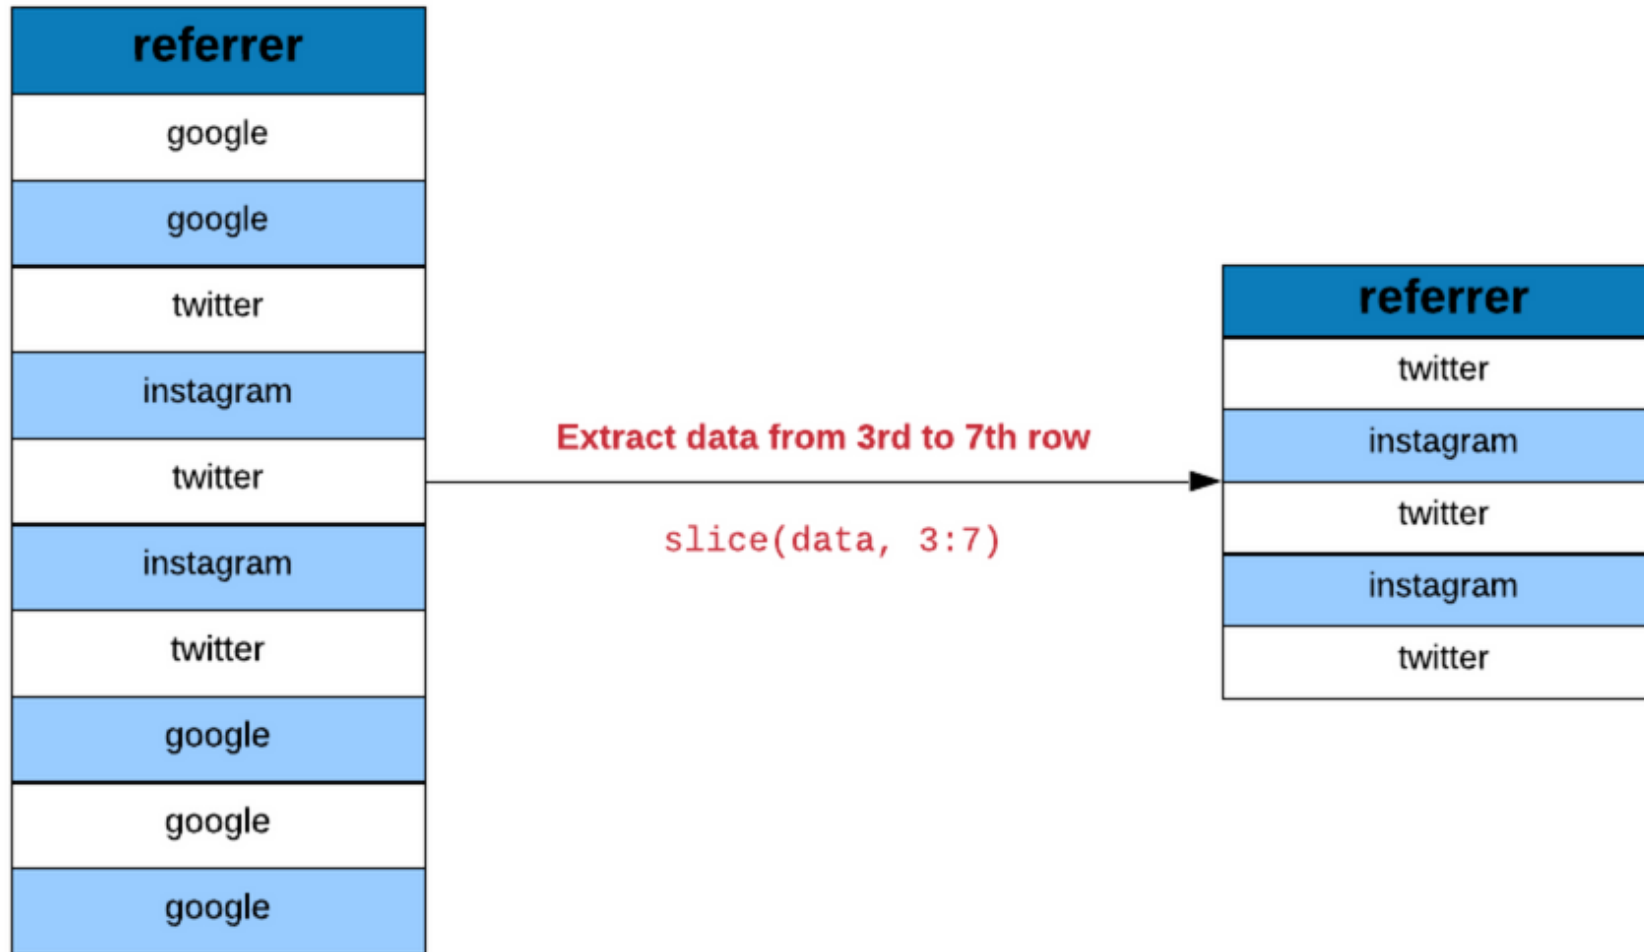 referrer
google
google
twitter
instagram
twitter
instagram
twitter
google
google
google
Extract data from 3rd to 7th row
slice(data, 3:7)
referrer
twitter
instagram
twitter
instagram
twitter